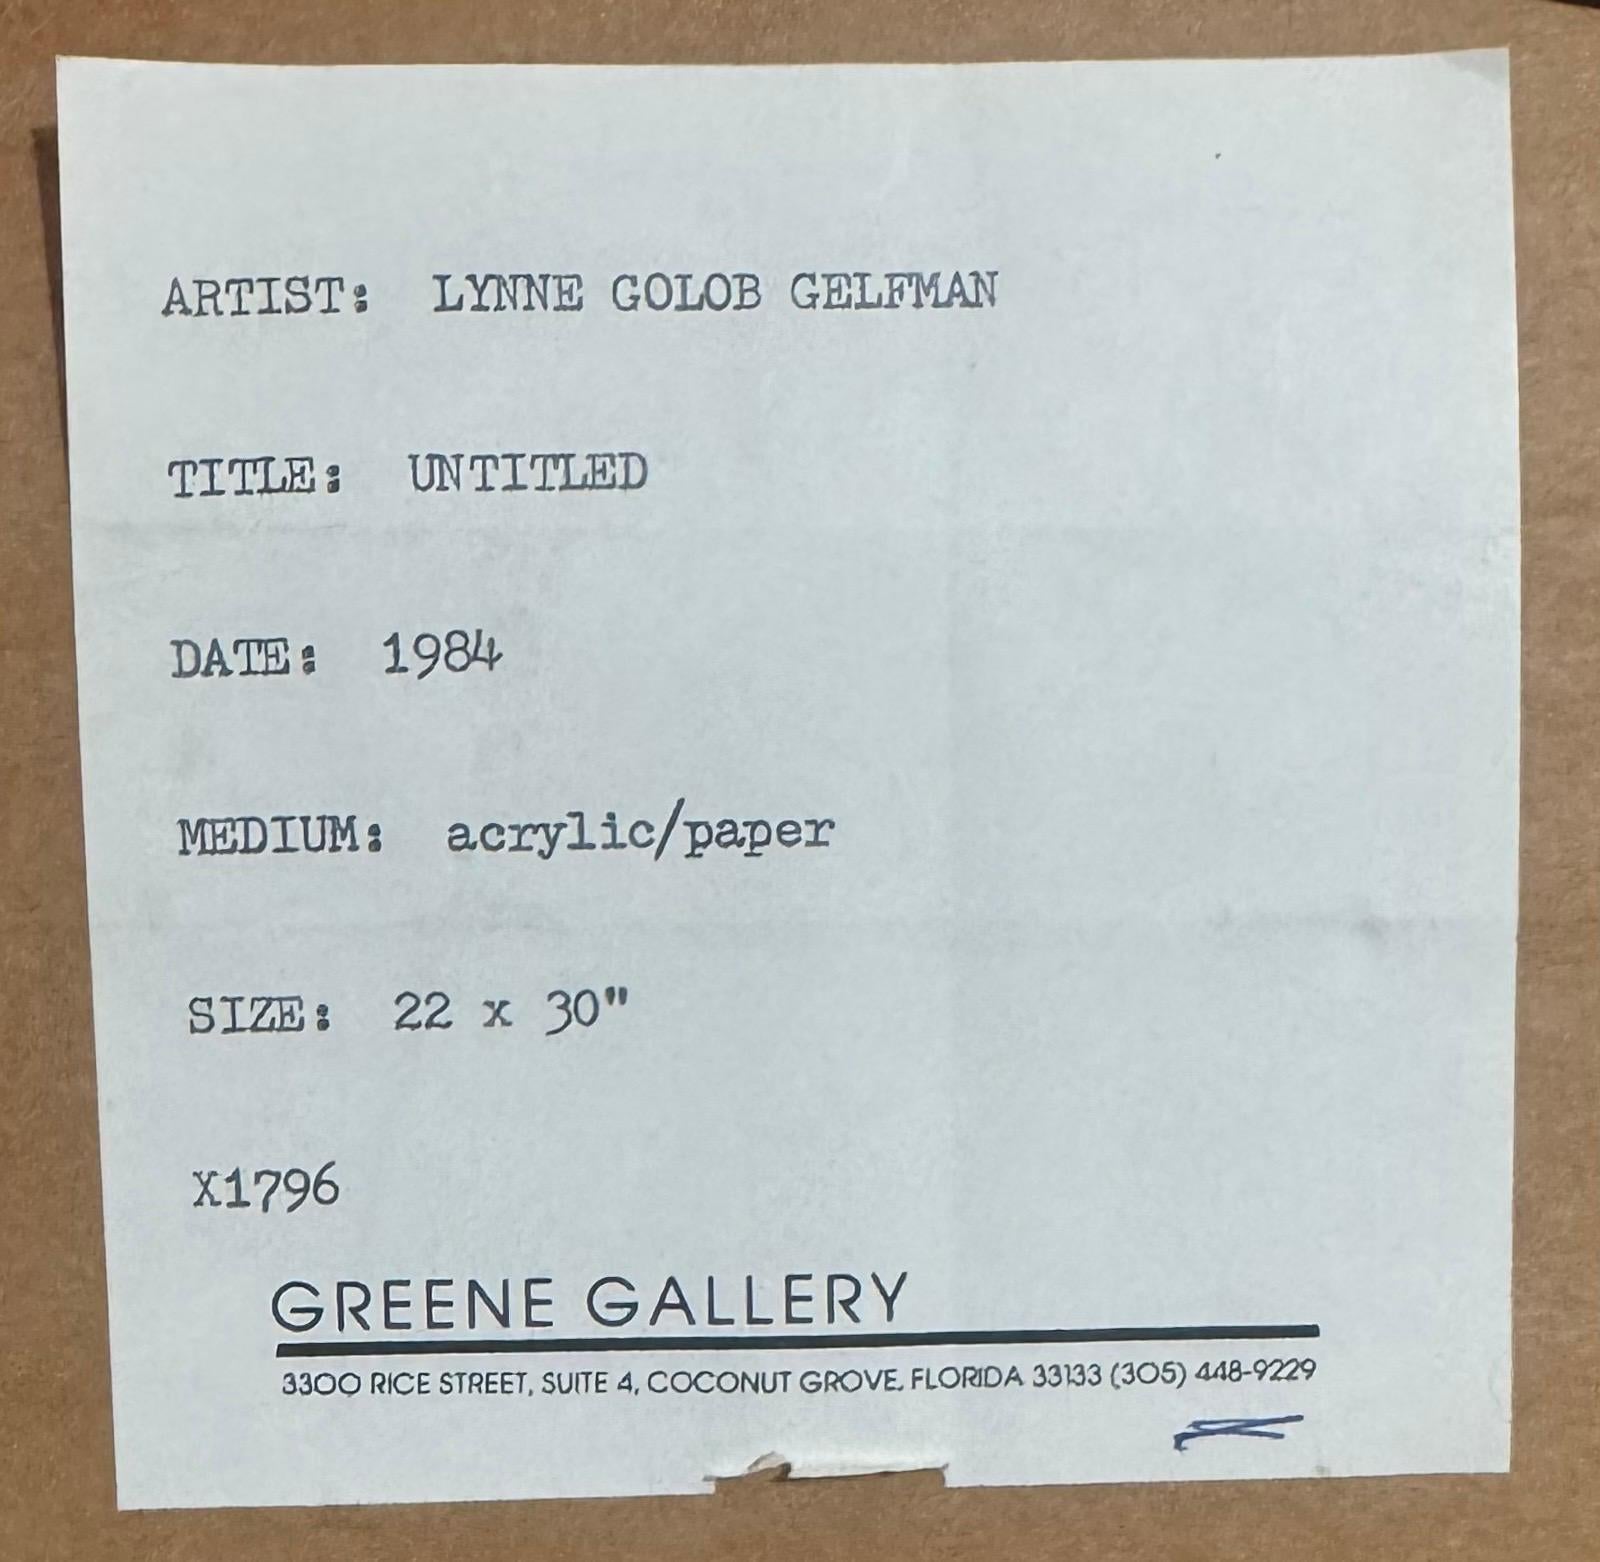 ARTIST: LYNNE GOLOB GELFMAN
TITLE: UNTITLED
DATE: 1984
MEDIUM: acrylic/paper
SIZE: 22 x 30"
X1796
GREENE GALLERY
3300 RICE STREET, SUITE 4, COCONUT GROVE, FLORIDA 33133 (305) 448-9229